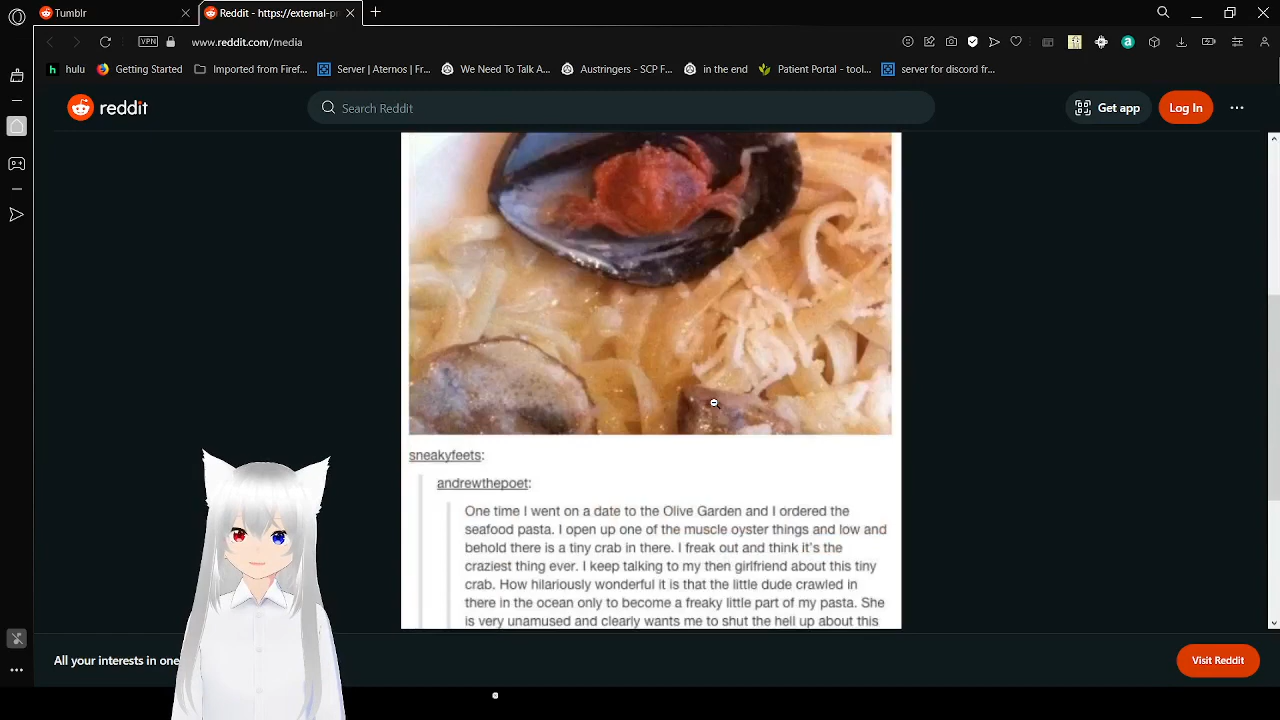 Tumblr
Reddit - https://external-pr
VPN
www.reddit.com/media
hulu
Getting Started
Imported from Firef...
Server | Aternos | Fr...
We Need To Talk A...
Austringers - SCP F...
in the end
Patient Portal - tool...
server for discord fr...
reddit
Search Reddit
Get app
Log In
sneakyfeets:
andrewthepoet:
One time I went on a date to the Olive Garden and I ordered the
seafood pasta. I open up one of the muscle oyster things and low and
behold there is a tiny crab in there. I freak out and think it's the
craziest thing ever. I keep talking to my then girlfriend about this tiny
crab. How hilariously wonderful it is that the little dude crawled in
there in the ocean only to become a freaky little part of my pasta. She
is very unamused and clearly wants me to shut the hell up about this
All your interests in one
Visit Reddit